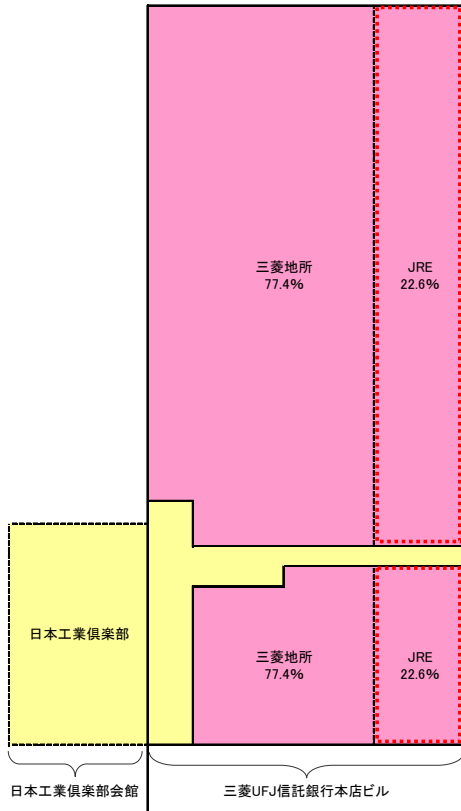 三菱地所
77.4%
JRE
22.6%
日本工業倶楽部
三菱地所
77.4%
JRE
22.6%
日本工業倶楽部会館
三菱UFJ信託銀行本店ビル